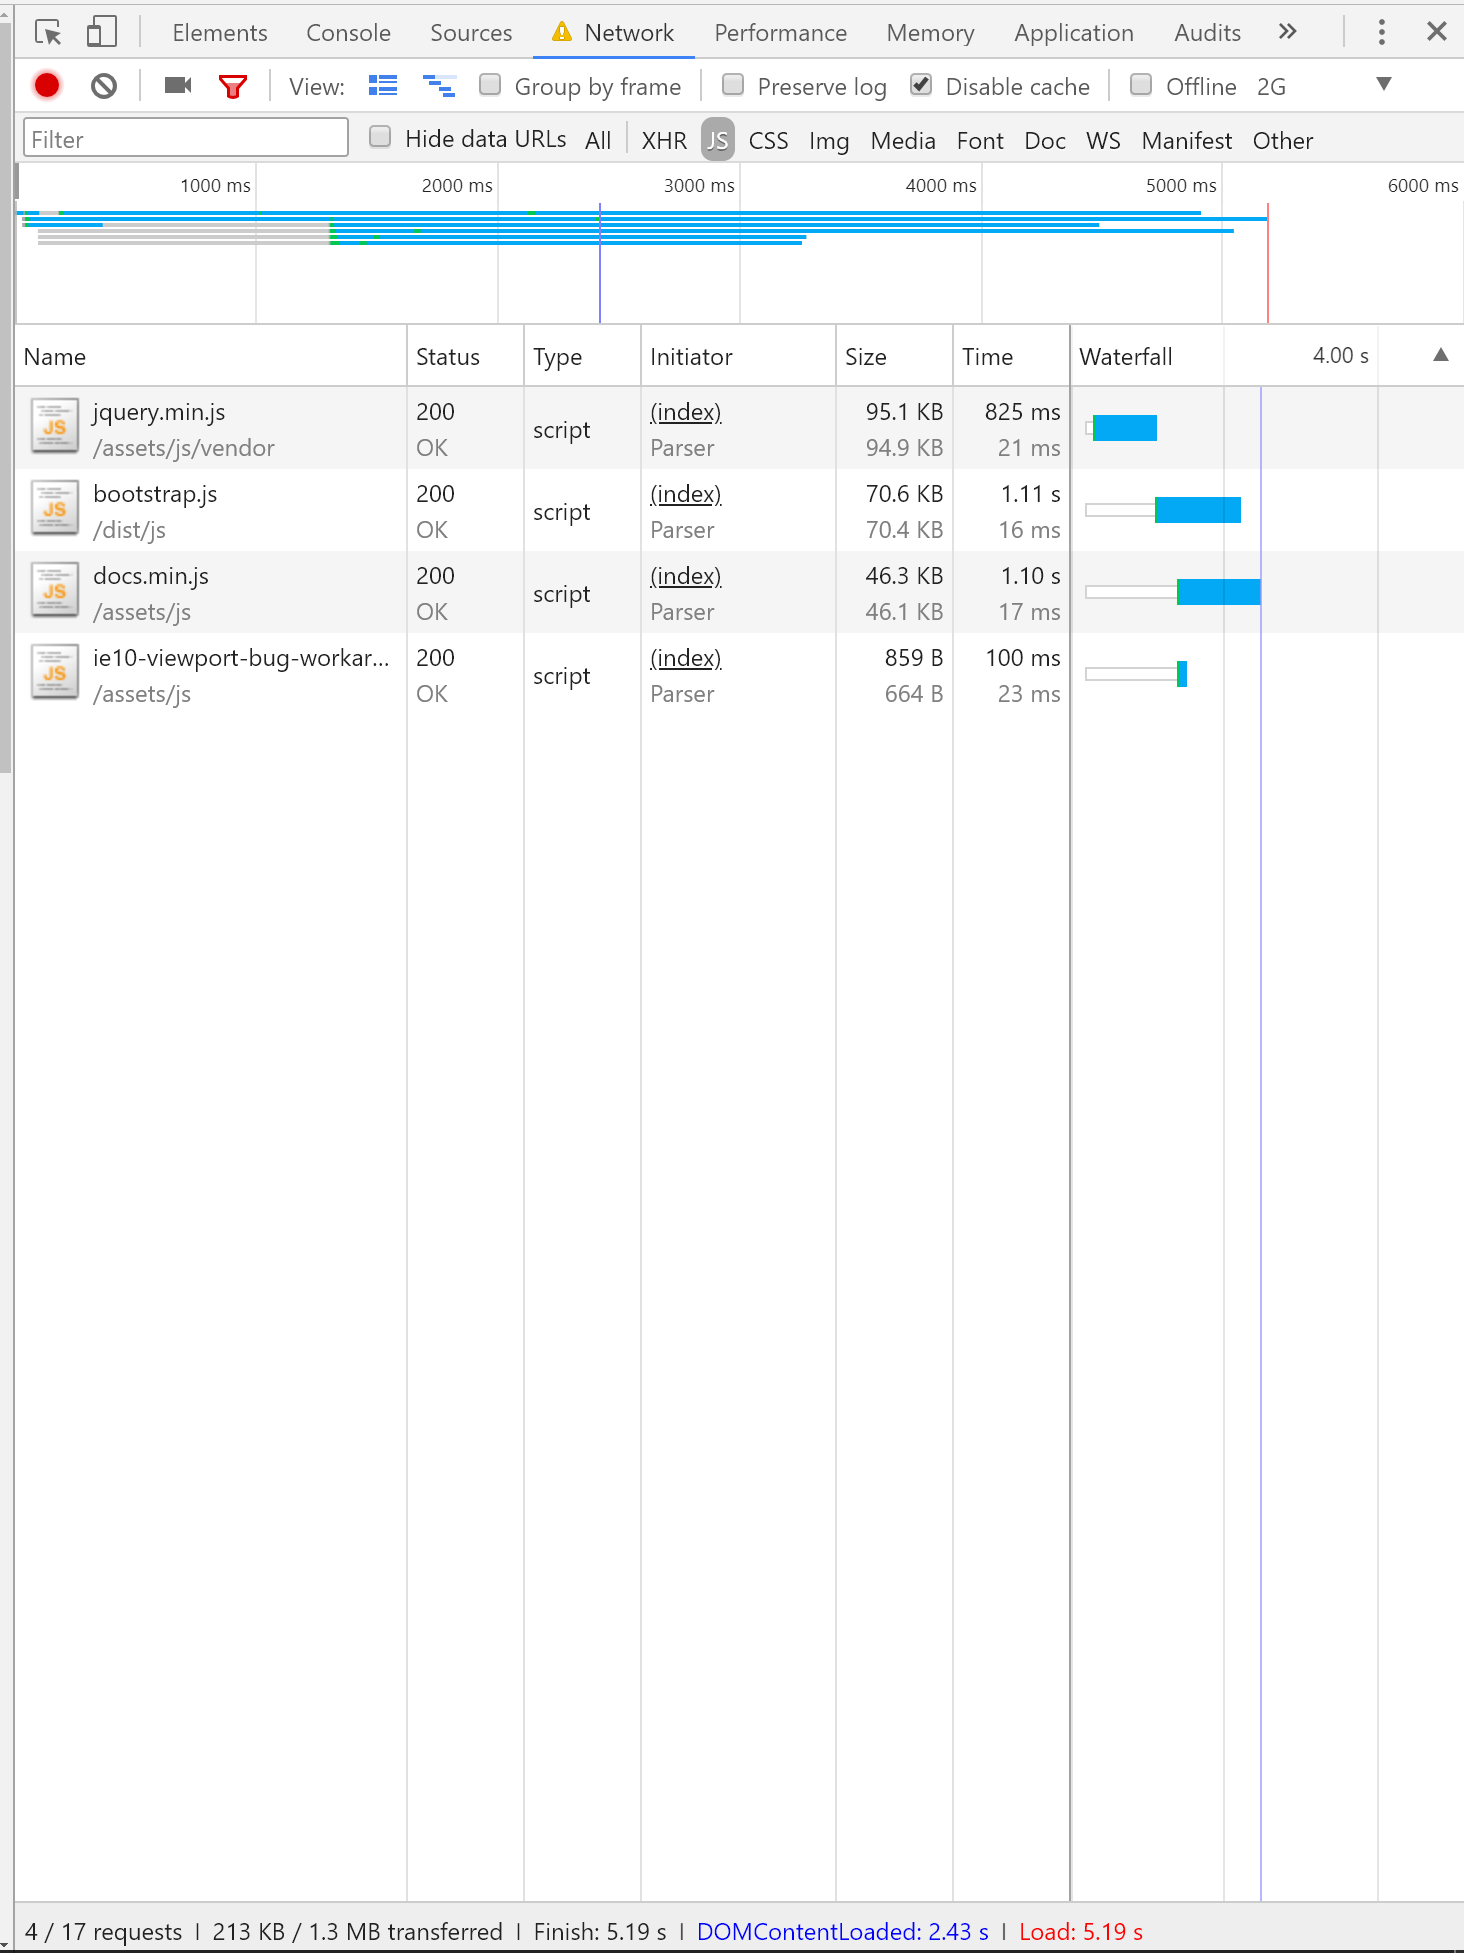 Elements Console Sources Network Performance Memory Application Audits »
View: Group by frame Preserve log Disable cache Offline 2G
Filter Hide data URLs All XHR JS CSS Img Media Font Doc WS Manifest Other
1000 ms 2000 ms 3000 ms 4000 ms 5000 ms 6000 ms
Name Status Type Initiator Size Time Waterfall 4.00 s
JS jquery.min.js 200 script (index) 95.1 KB 825 ms
/assets/js/vendor OK Parser 94.9 KB 21 ms
JS bootstrap.js 200 script (index) 70.6 KB 1.11 s
/dist/js OK Parser 70.4 KB 16 ms
JS docs.min.js 200 script (index) 46.3 KB 1.10 s
/assets/js OK Parser 46.1 KB 17 ms
JS ie10-viewport-bug-workar... 200 script (index) 859 B 100 ms
/assets/js OK Parser 664 B 23 ms
4 / 17 requests | 213 KB / 1.3 MB transferred | Finish: 5.19 s | DOMContentLoaded: 2.43 s | Load: 5.19 s